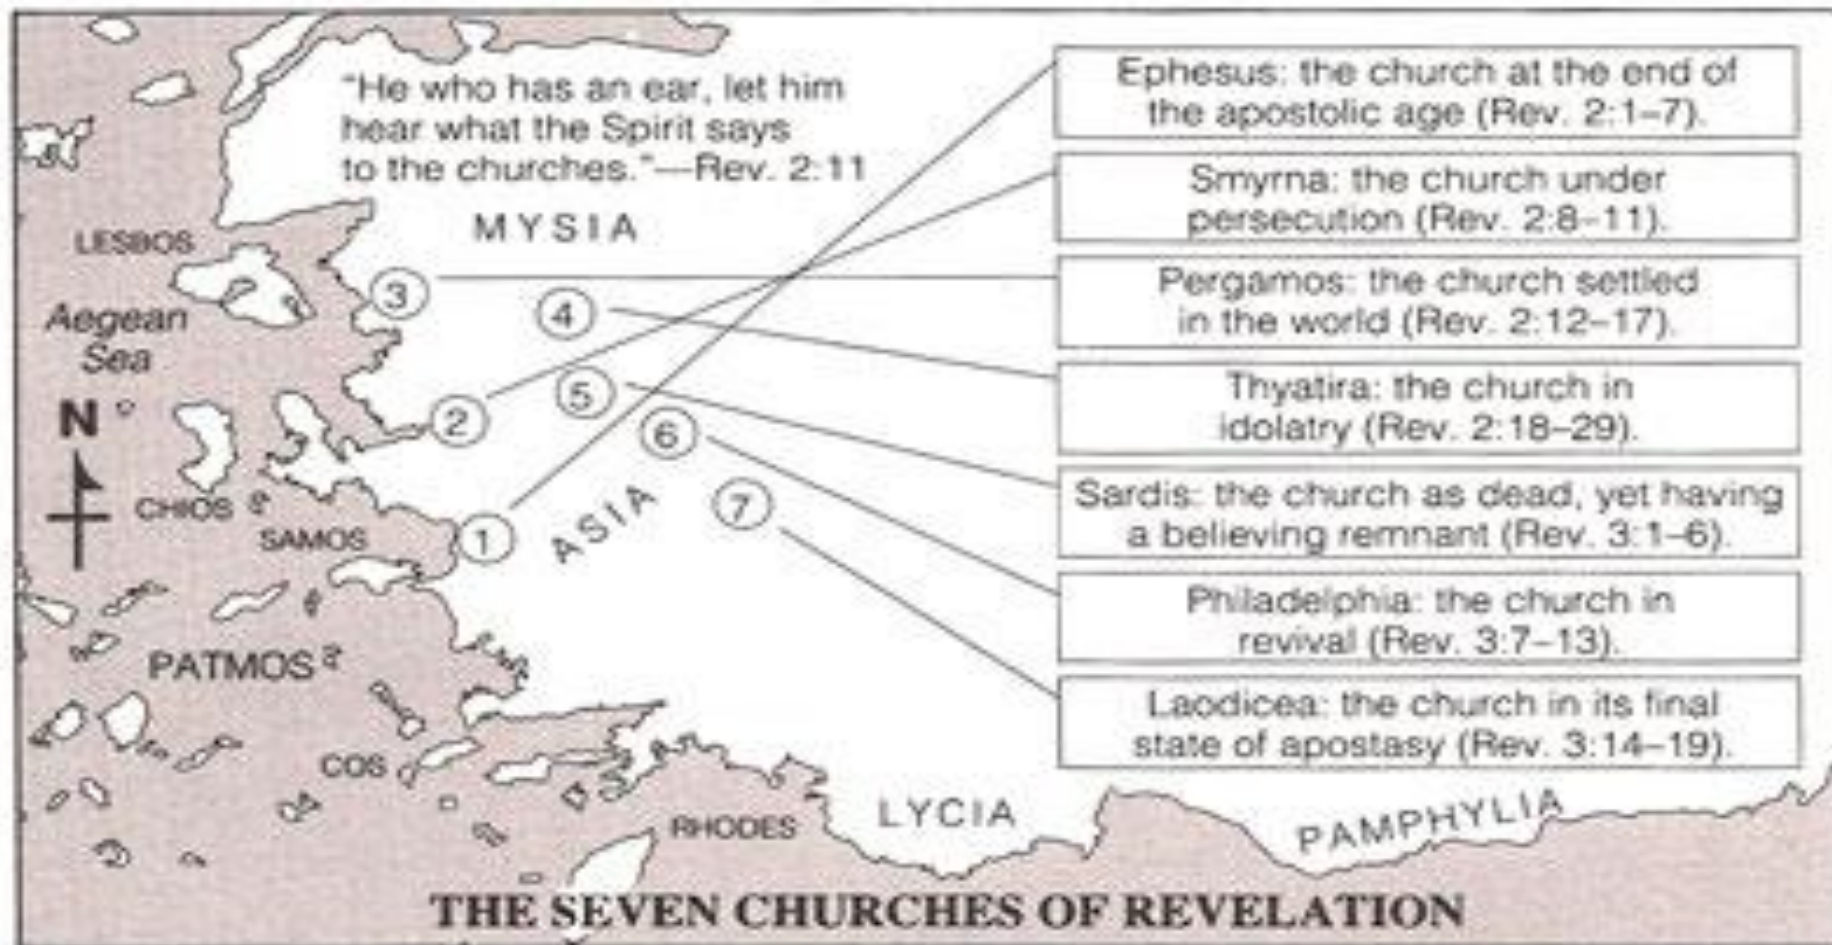 "He who has an ear, let him
hear what the Spirit says
to the churches."—Rev. 2:11
Ephesus: the church at the end of
the apostolic age (Rev. 2:1–7).
Smyrna: the church under
persecution (Rev. 2:8–11).
Pergamos: the church settled
in the world (Rev. 2:12–17).
Thyatira: the church in
idolatry (Rev. 2:18–29).
Sardis: the church as dead, yet having
a believing remnant (Rev. 3:1–6).
Philadelphia: the church in
revival (Rev. 3:7–13).
Laodicea: the church in its final
state of apostasy (Rev. 3:14–19).
MYSIA
LESBOS
3
4
Aegean
Sea
5
2
6
N
7
CHIOS
ASIA
1
SAMOS
PATMOS
COS
RHODES
LYCIA
PAMPHYLIA
THE SEVEN CHURCHES OF REVELATION